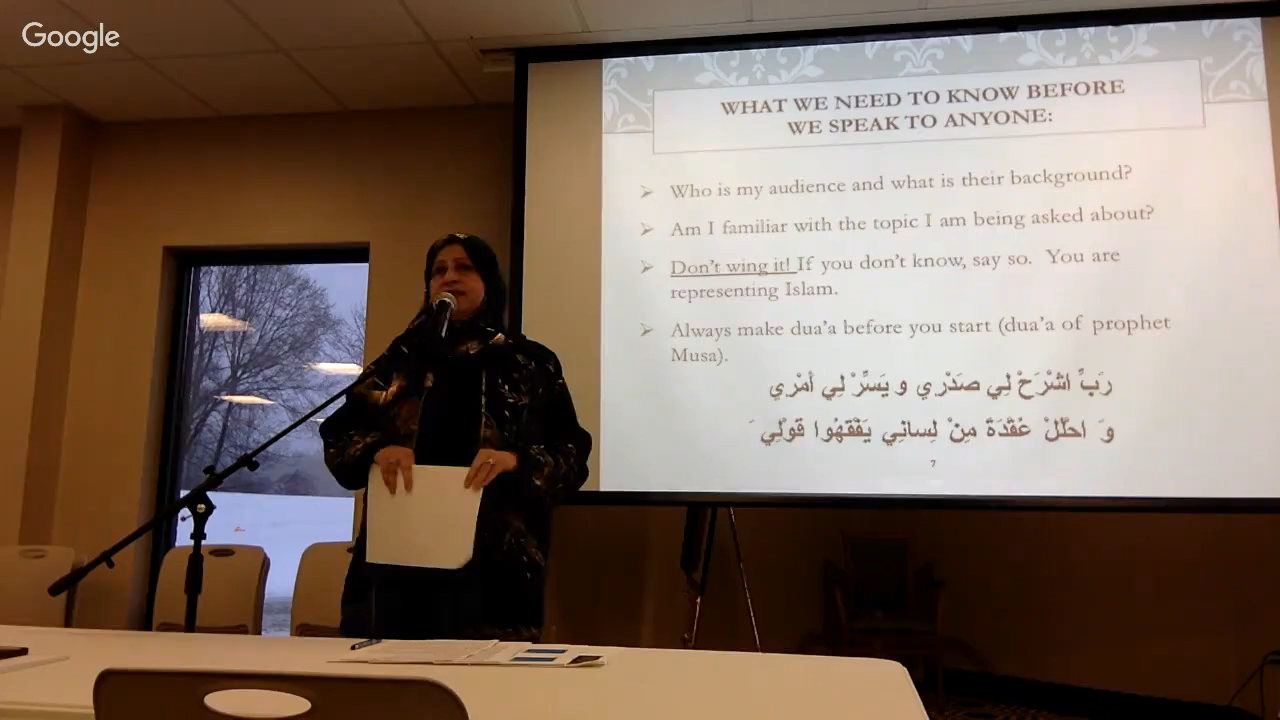 Google
WHAT WE NEED TO KNOW BEFORE
WE SPEAK TO ANYONE:
➢ Who is my audience and what is their background?
➢ Am I familiar with the topic I am being asked about?
➢ Don't wing it! If you don't know, say so. You are
representing Islam.
➢ Always make dua'a before you start (dua'a of prophet
Musa).
رَبِّ اشْرَحْ لِي صَدْرِي و يَسِّرْ لِي أَمْرِي
وَ احْلُلْ عُقْدَةً مِنْ لِسانِي يَفْقَهُوا قَوْلِي
7